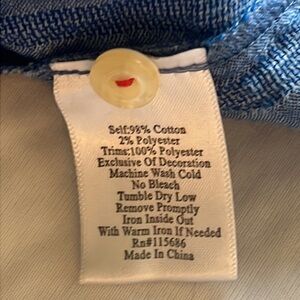 Self:98% Cotton
2% Polyester
Trims:100% Polyester
Exclusive Of Decoration
Machine Wash Cold
No Bleach
Tumble Dry Low
Remove Promptly
Iron Inside Out
With Warm Iron If Needed
Rn#115686
Made In China